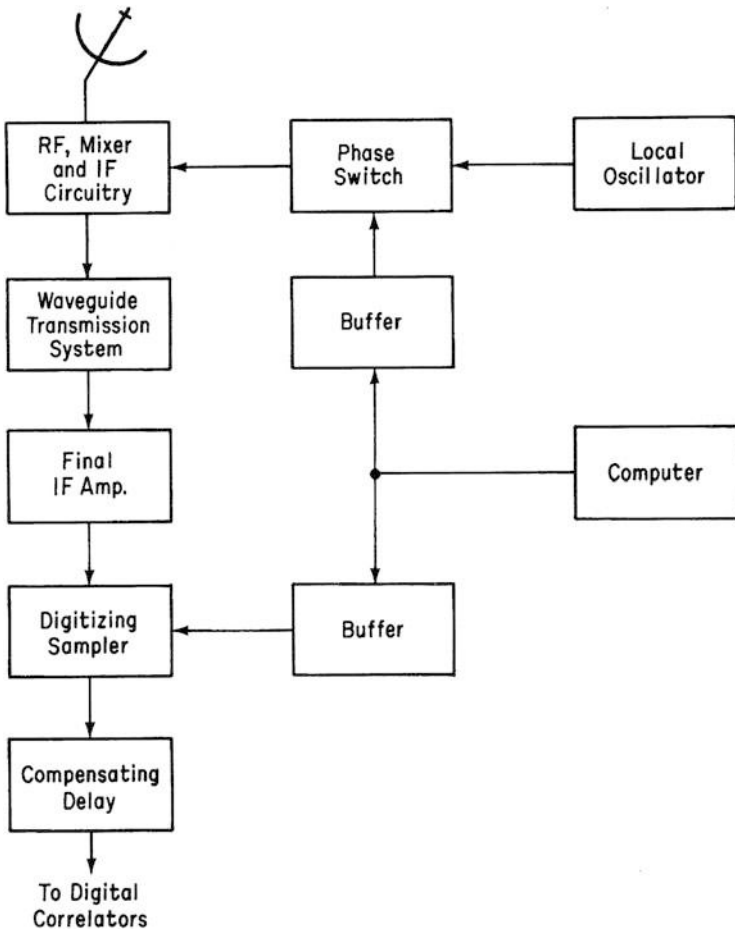 RF, Mixer
and IF
Circuitry
Phase
Switch
Local
Oscillator
Waveguide
Transmission
System
Buffer
Final
IF Amp.
Computer
Digitizing
Sampler
Buffer
Compensating
Delay
To Digital
Correlators